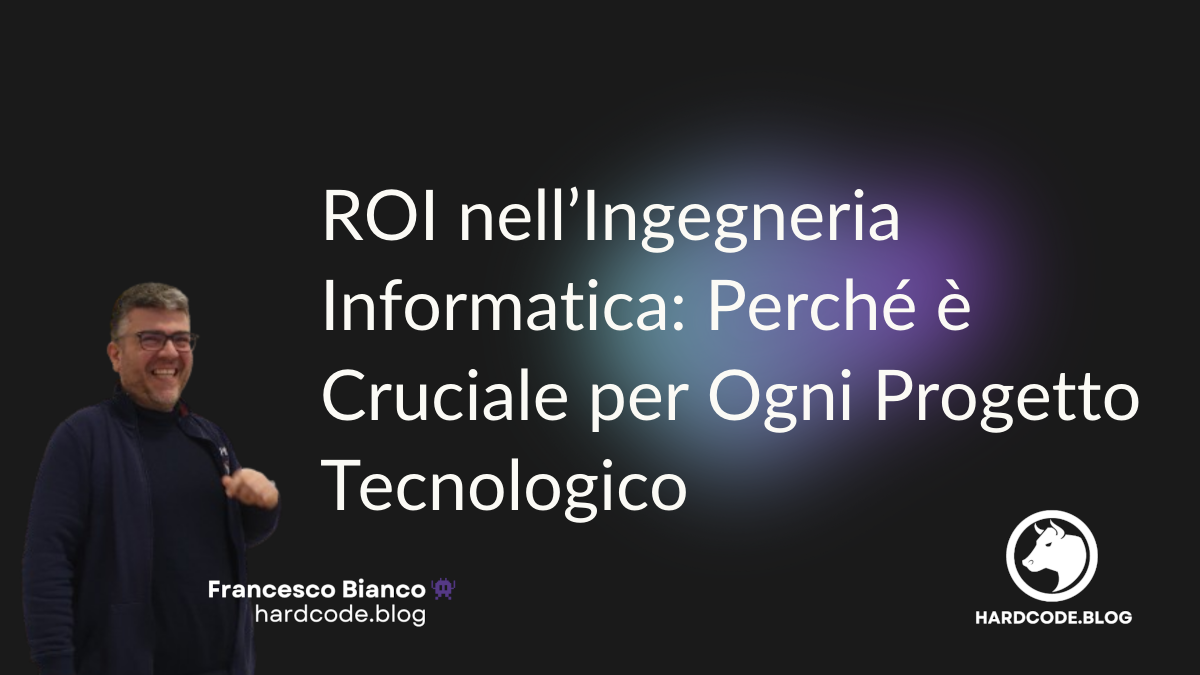 ROI nell’Ingegneria
Informatica: Perché è
Cruciale per Ogni Progetto
Tecnologico
Francesco Bianco
hardcode.blog
HARDCODE.BLOG